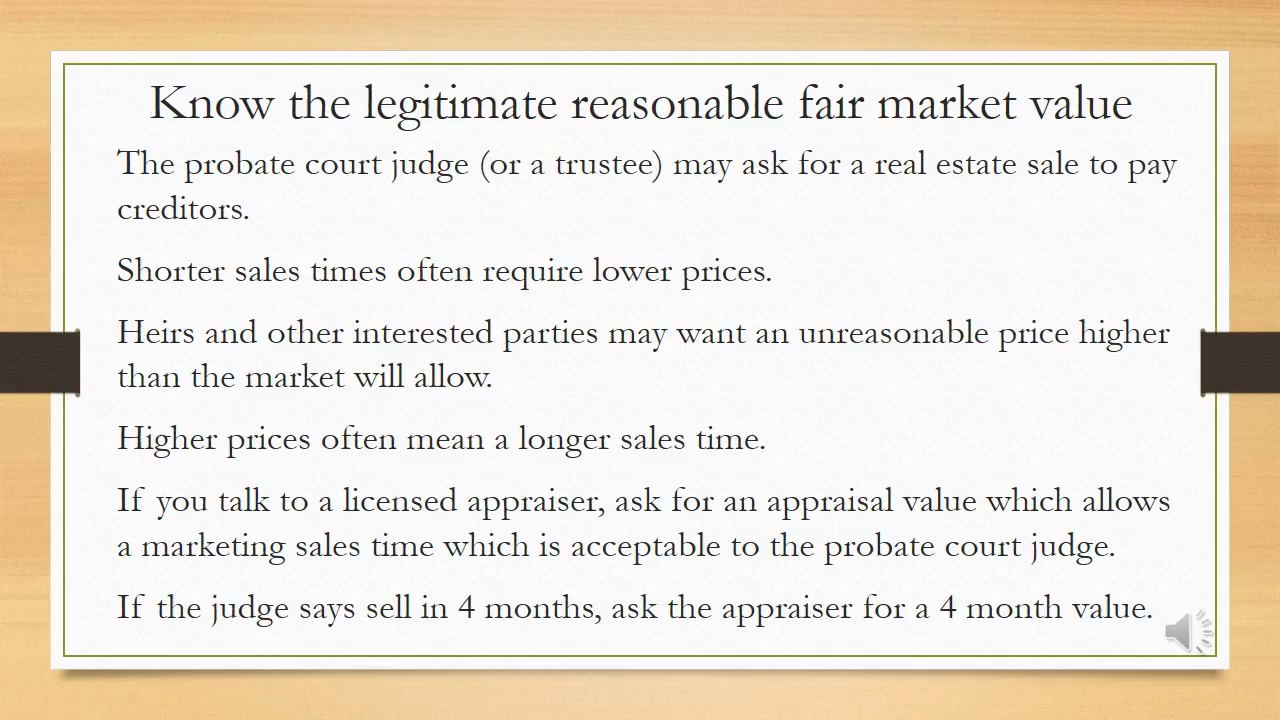 Know the legitimate reasonable fair market value
The probate court judge (or a trustee) may ask for a real estate sale to pay
creditors.
Shorter sales times often require lower prices.
Heirs and other interested parties may want an unreasonable price higher
than the market will allow.
Higher prices often mean a longer sales time.
If you talk to a licensed appraiser, ask for an appraisal value which allows
a marketing sales time which is acceptable to the probate court judge.
If the judge says sell in 4 months, ask the appraiser for a 4 month value.